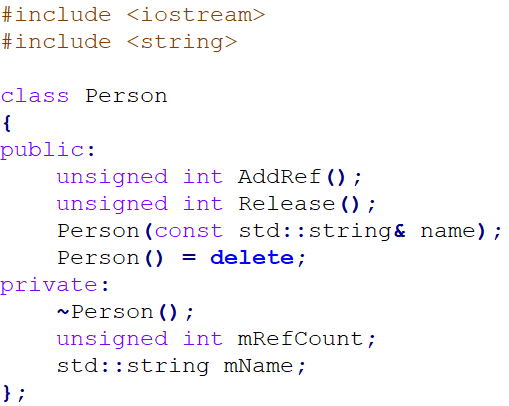 #include <iostream>
#include <string>

class Person
{
public:
    unsigned int AddRef();
    unsigned int Release();
    Person(const std::string& name);
    Person() = delete;
private:
    ~Person();
    unsigned int mRefCount;
    std::string mName;
};